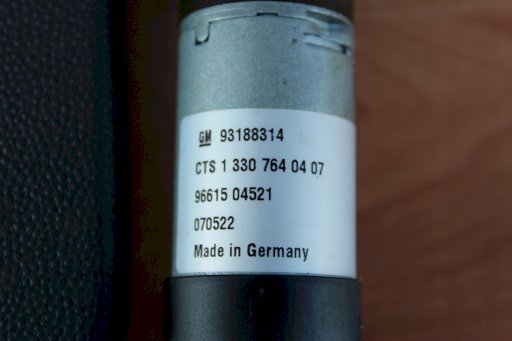 GM 93188314
CTS 1 330 764 04 07
96615 04521
070522
Made in Germany